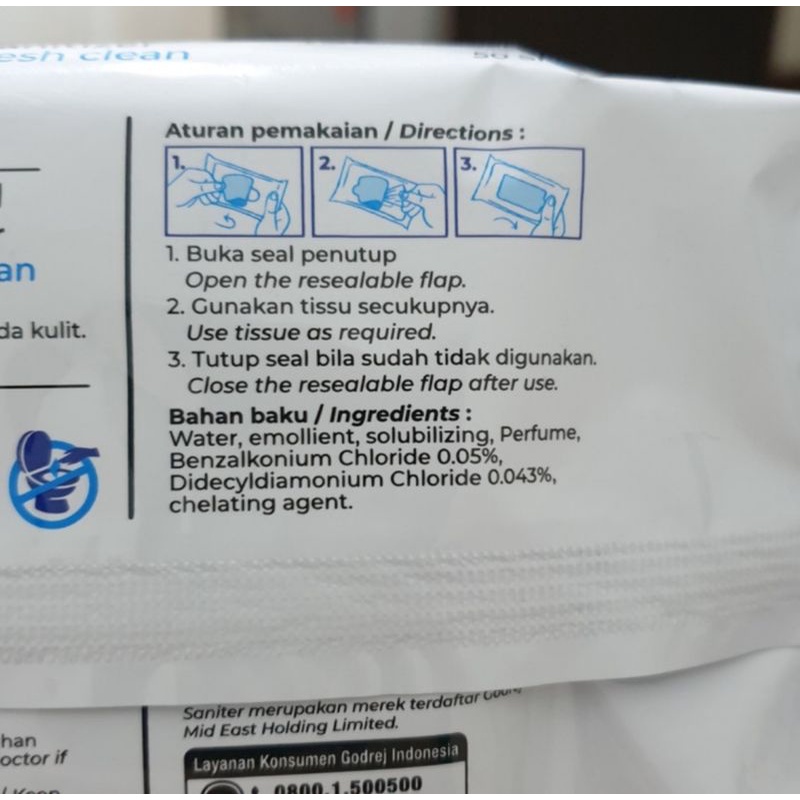 esh clean
Aturan pemakaian / Directions :
1.
2.
3.
1. Buka seal penutup
Open the resealable flap.
2. Gunakan tissu secukupnya.
Use tissue as required.
3. Tutup seal bila sudah tidak digunakan.
Close the resealable flap after use.
Bahan baku / Ingredients :
Water, emollient, solubilizing, Perfume,
Benzalkonium Chloride 0.05%,
Didecyldiamonium Chloride 0.043%,
chelating agent.
an
da kulit.
Saniter merupakan merek terdaftar
Mid East Holding Limited.
Layanan Konsumen Godrej Indonesia
0800.1.500500
han
octor if